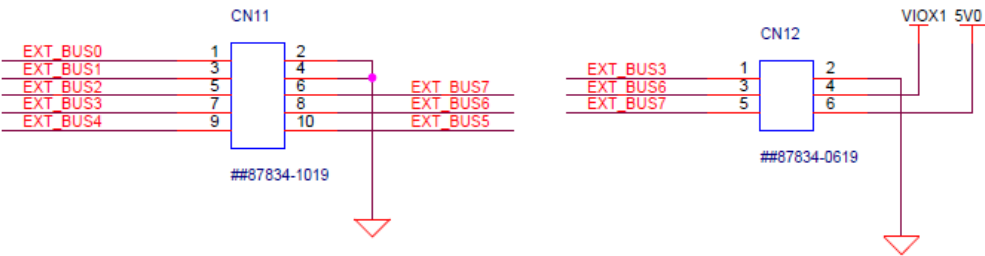 CN11
EXT_BUS0 1 2
EXT_BUS1 3 4
EXT_BUS2 5 6 EXT_BUS7
EXT_BUS3 7 8 EXT_BUS6
EXT_BUS4 9 10 EXT_BUS5
##87834-1019
VIOX1 5V0
CN12
EXT_BUS3 1 2
EXT_BUS6 3 4
EXT_BUS7 5 6
##87834-0619